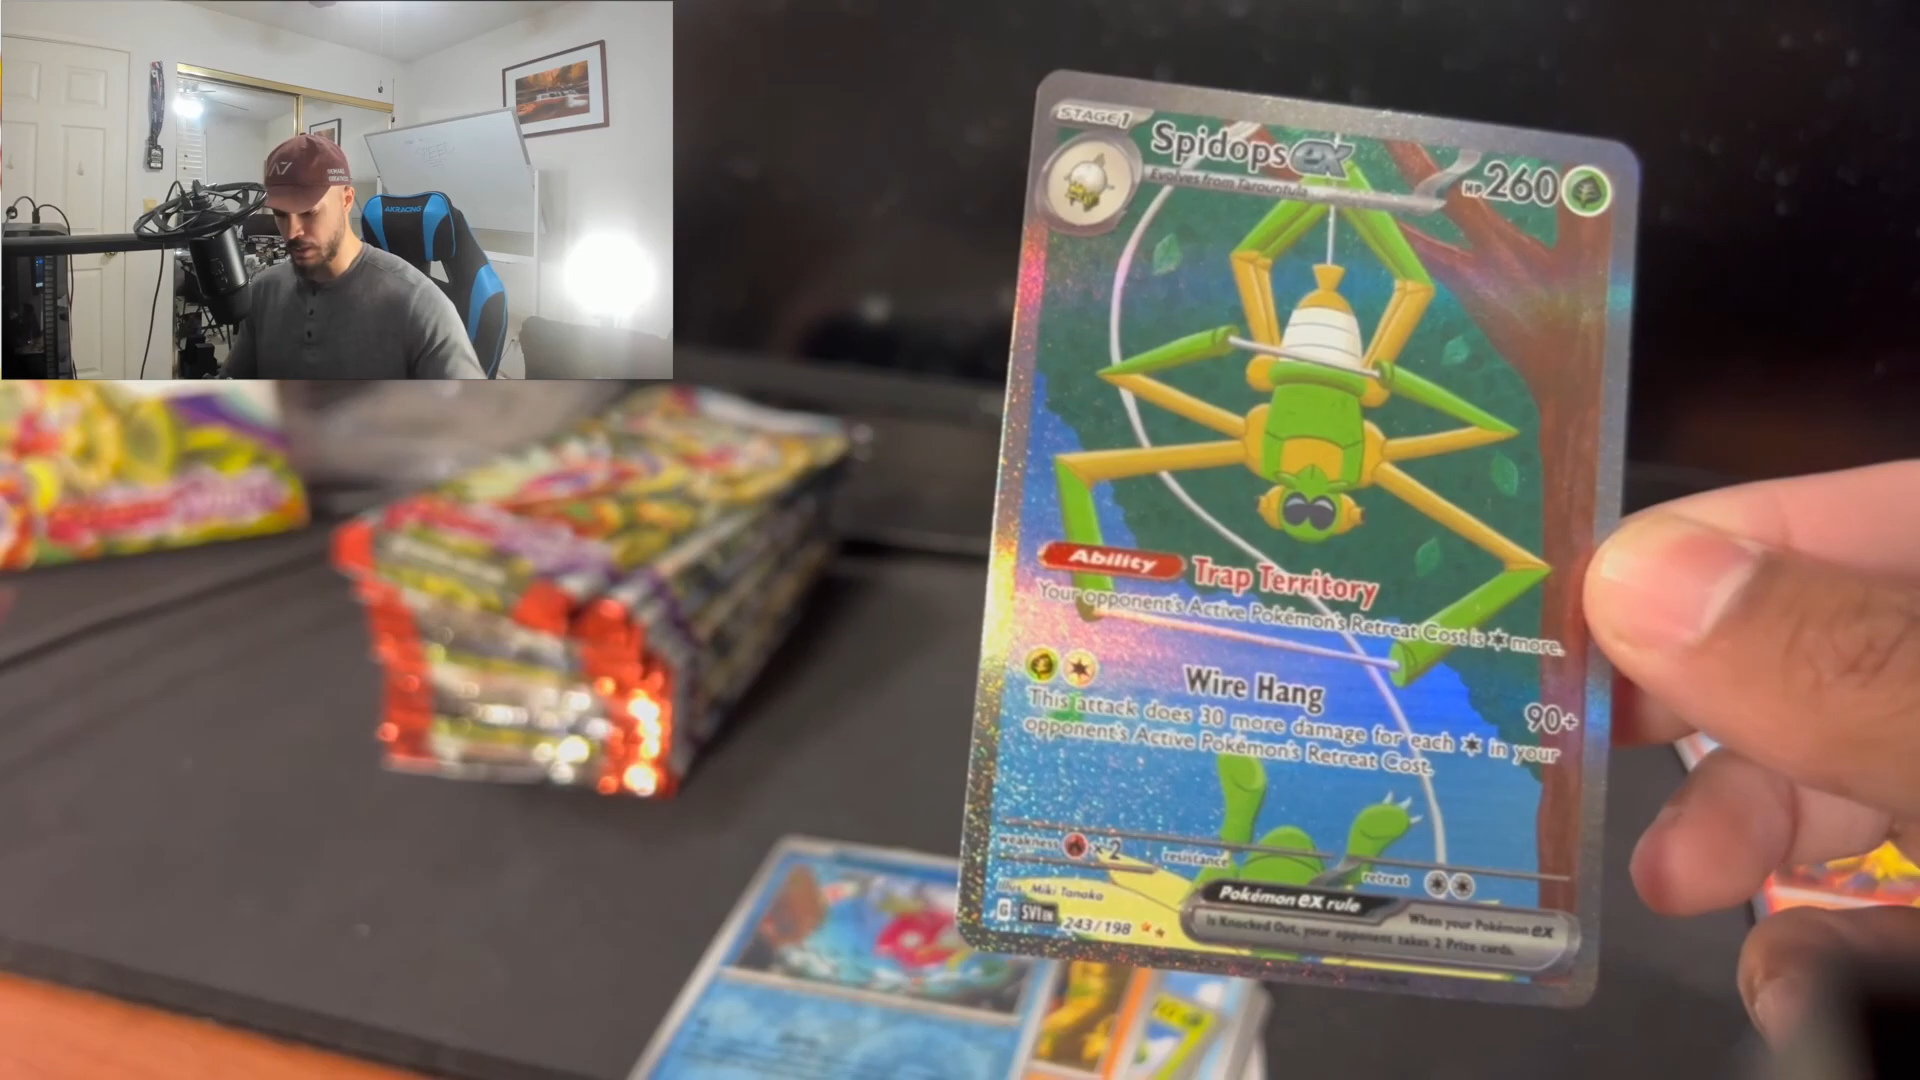 AKRACING
STAGE 1
Spidops ex
HP 260
Evolves from Tarountula
Ability
Trap Territory
Your opponent's Active Pokémon's Retreat Cost is more.
Wire Hang
90+
This attack does 30 more damage for each in your
opponent's Active Pokémon's Retreat Cost.
weakness ×2
resistance
retreat
Illus. Miki Tanaka
G SVI EN
243/198
Pokémon ex rule
When your Pokémon ex
is Knocked Out, your opponent takes 2 Prize cards.